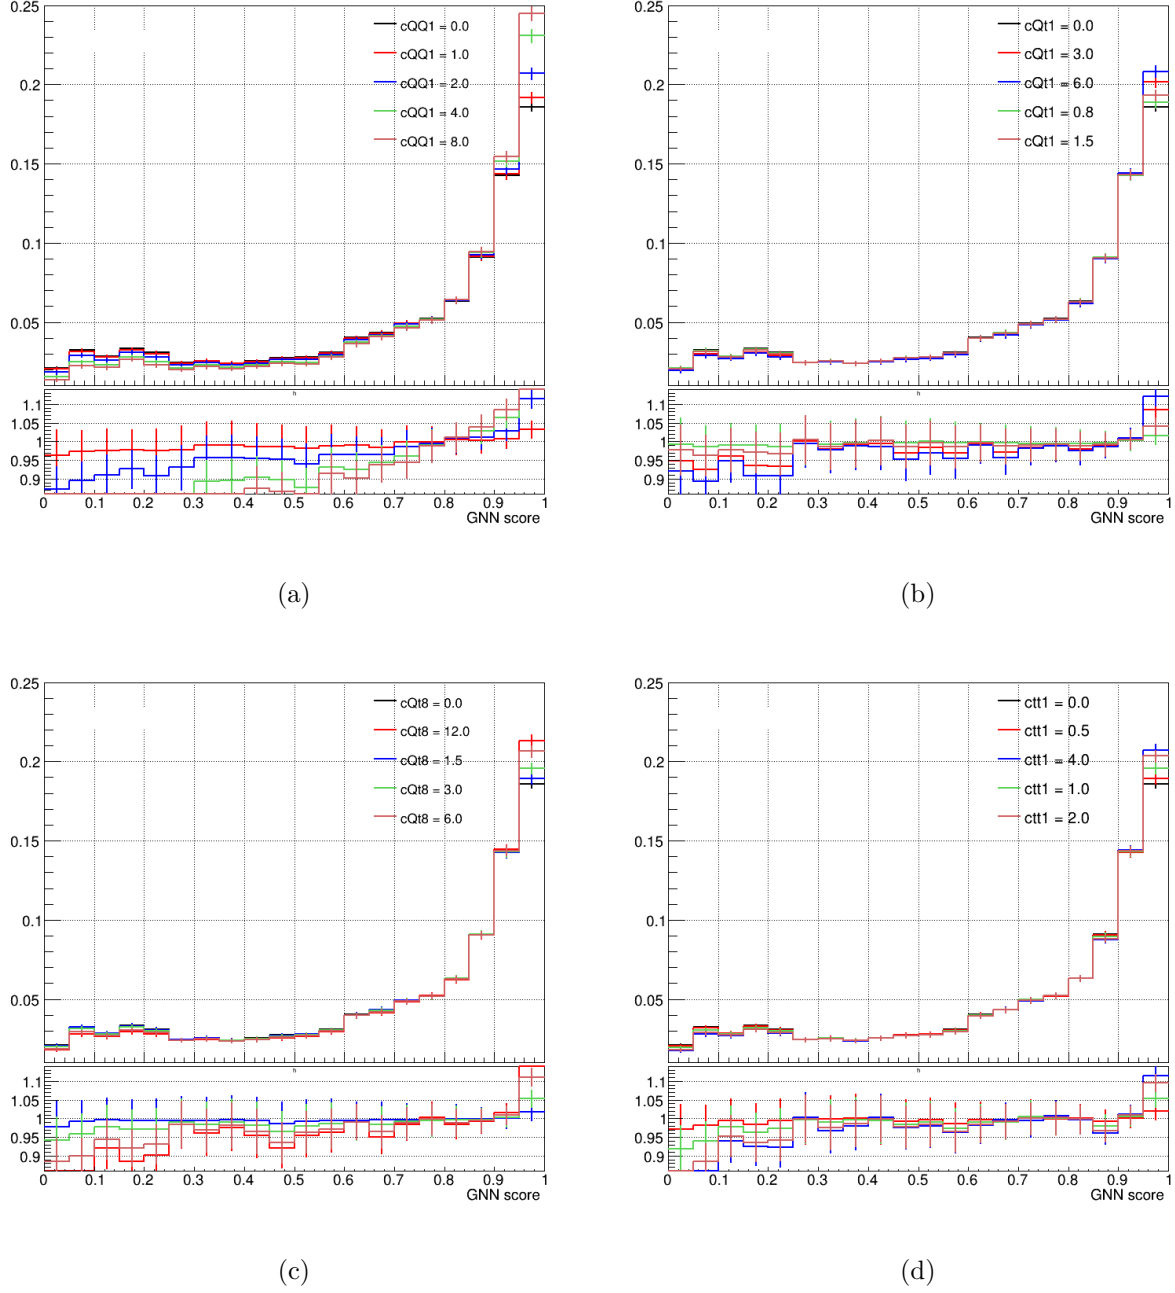 0.25
0.2
0.15
0.1
0.05
cQQ1 = 0.0
cQQ1 = 1.0
cQQ1 = 2.0
cQQ1 = 4.0
cQQ1 = 8.0
1.1
1.05
1
0.95
0.9
0 0.1 0.2 0.3 0.4 0.5 0.6 0.7 0.8 0.9 1
GNN score
(a)
0.25
0.2
0.15
0.1
0.05
cQt1 = 0.0
cQt1 = 3.0
cQt1 = 6.0
cQt1 = 0.8
cQt1 = 1.5
1.1
1.05
1
0.95
0.9
0 0.1 0.2 0.3 0.4 0.5 0.6 0.7 0.8 0.9 1
GNN score
(b)
0.25
0.2
0.15
0.1
0.05
cQt8 = 0.0
cQt8 = 12.0
cQt8 = 1.5
cQt8 = 3.0
cQt8 = 6.0
1.1
1.05
1
0.95
0.9
0 0.1 0.2 0.3 0.4 0.5 0.6 0.7 0.8 0.9 1
GNN score
(c)
0.25
0.2
0.15
0.1
0.05
ctt1 = 0.0
ctt1 = 0.5
ctt1 = 4.0
ctt1 = 1.0
ctt1 = 2.0
1.1
1.05
1
0.95
0.9
0 0.1 0.2 0.3 0.4 0.5 0.6 0.7 0.8 0.9 1
GNN score
(d)